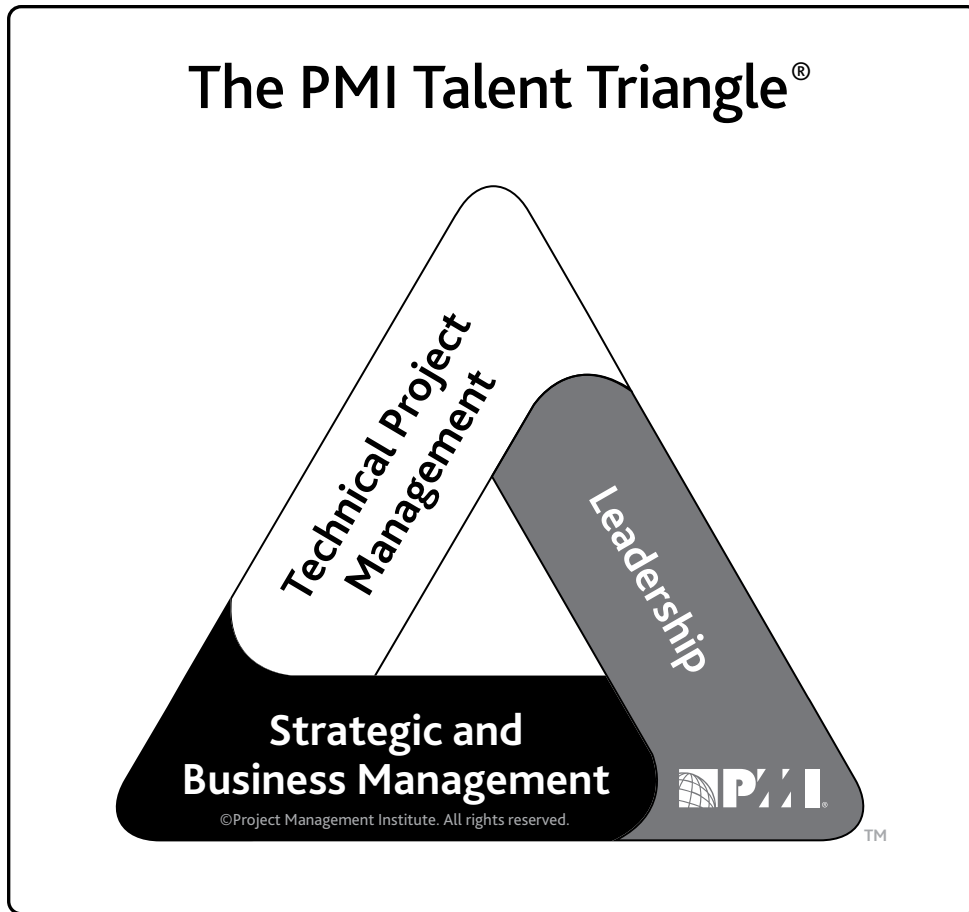 The PMI Talent Triangle®
Technical Project
Management
Leadership
Strategic and
Business Management
©Project Management Institute. All rights reserved.
PMI®
TM